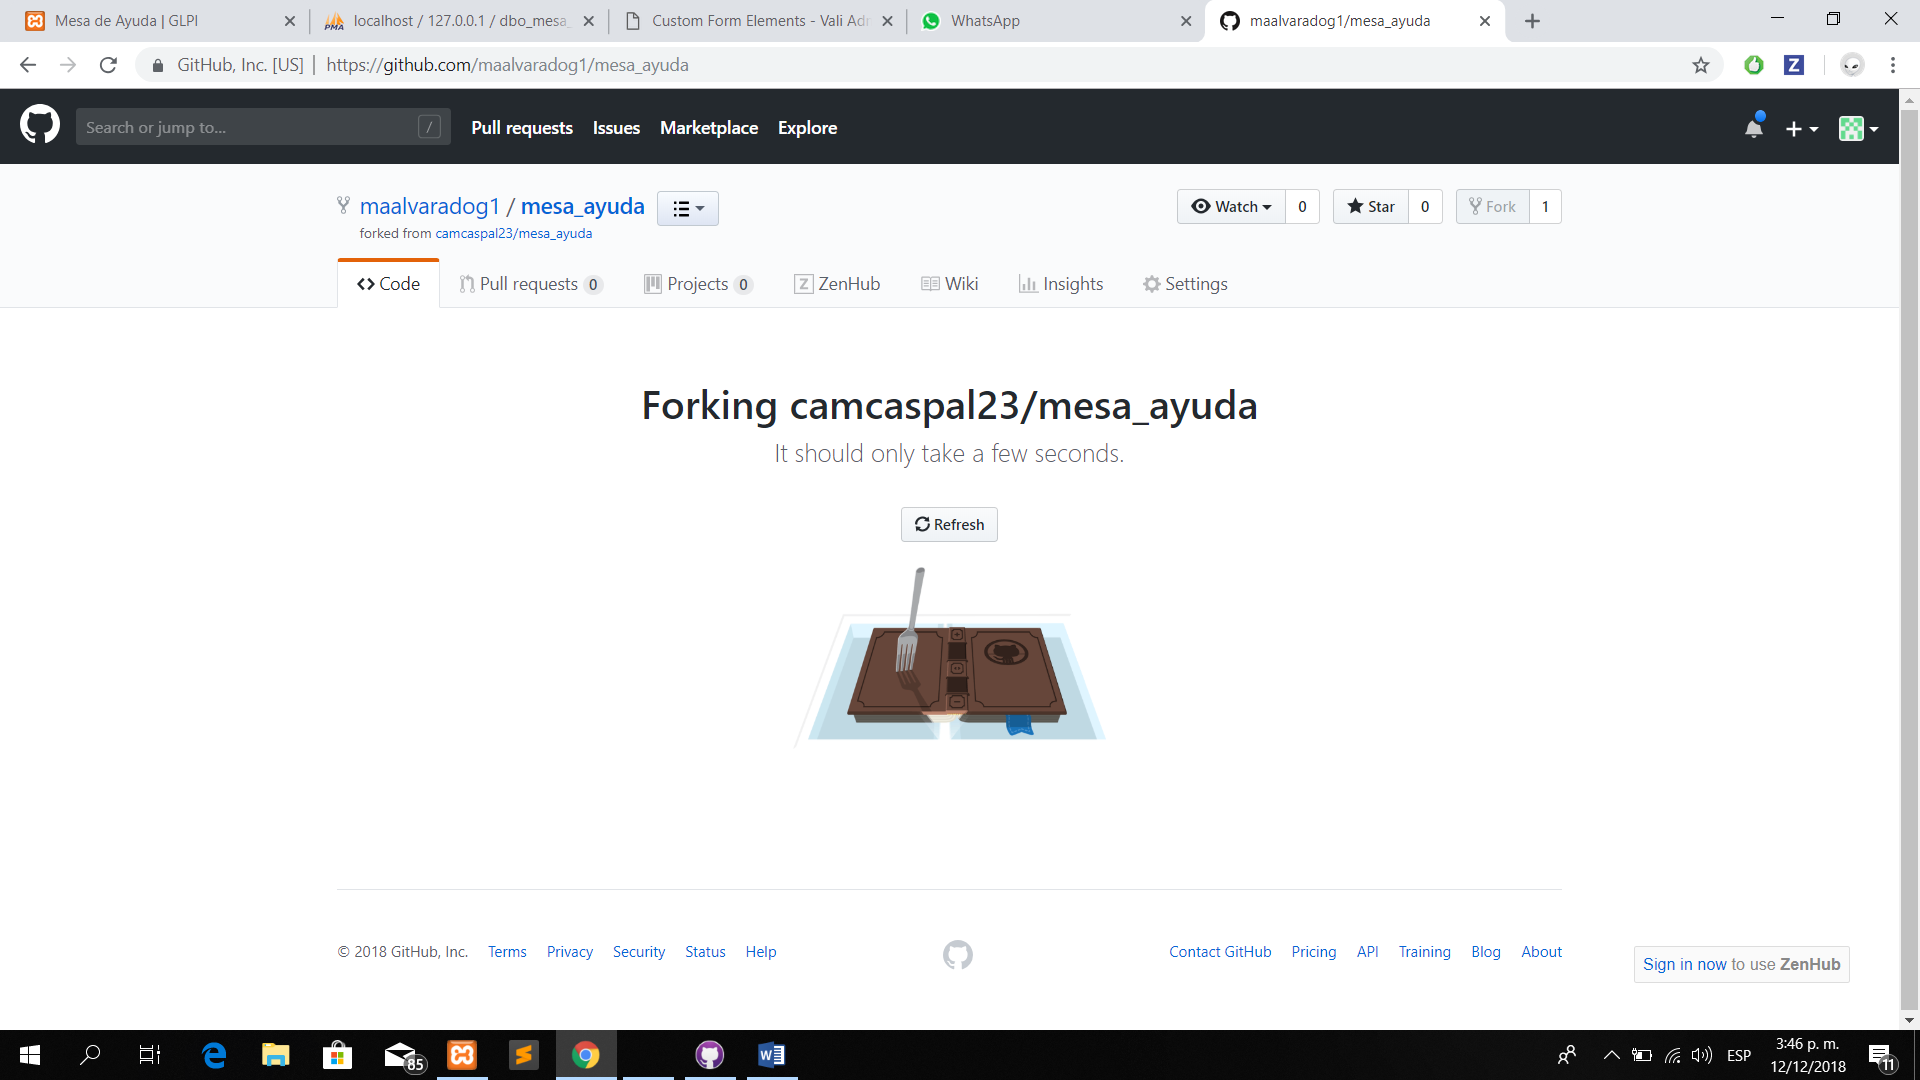 Mesa de Ayuda | GLPI
localhost / 127.0.0.1 / dbo_mesa_
Custom Form Elements - Vali Adr
WhatsApp
maalvaradog1/mesa_ayuda
GitHub, Inc. [US] | https://github.com/maalvaradog1/mesa_ayuda
Search or jump to... /
Pull requests Issues Marketplace Explore
maalvaradog1 / mesa_ayuda
forked from camcaspal23/mesa_ayuda
Watch 0 Star 0 Fork 1
Code Pull requests 0 Projects 0 ZenHub Wiki Insights Settings
Forking camcaspal23/mesa_ayuda
It should only take a few seconds.
Refresh
© 2018 GitHub, Inc. Terms Privacy Security Status Help
Contact GitHub Pricing API Training Blog About
Sign in now to use ZenHub
85
ESP
3:46 p. m.
12/12/2018
11